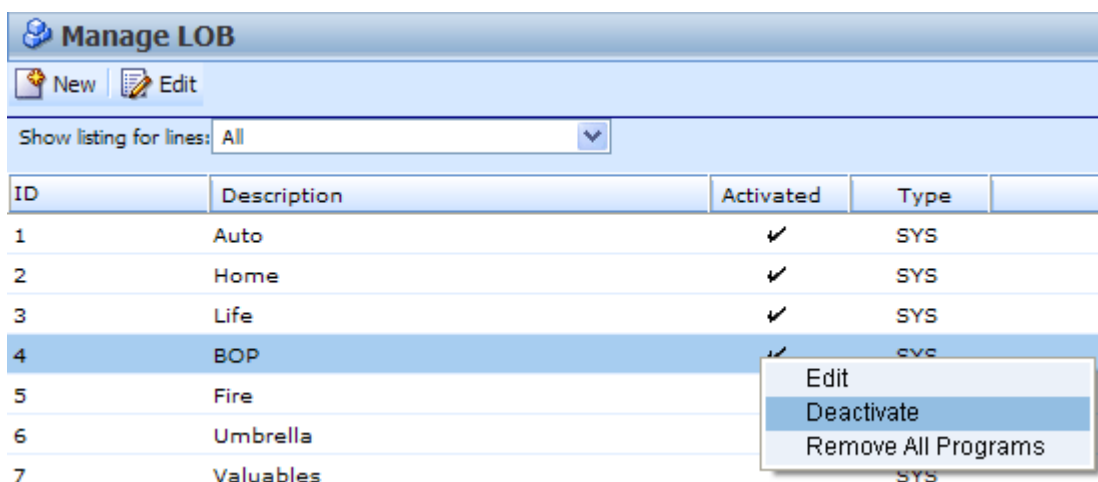 Manage LOB
New Edit
Show listing for lines: All
ID Description Activated Type
1 Auto SYS
2 Home SYS
3 Life SYS
4 BOP SYS
Edit
5 Fire
Deactivate
6 Umbrella
Remove All Programs
7 Valuables SYS